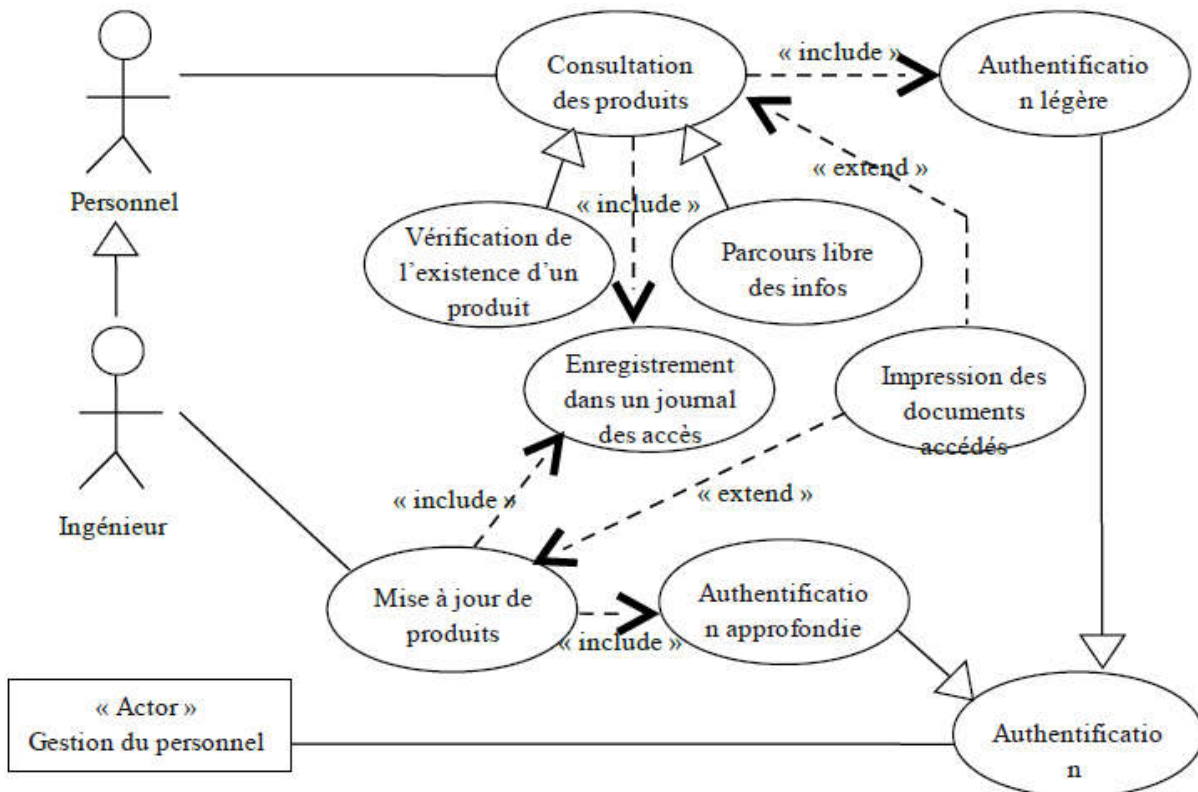 Consultation
des produits
« include »
Authentificatio
n légère
Personnel
« extend »
« include »
Vérification de
l’existence d’un
produit
Parcours libre
des infos
Enregistrement
dans un journal
des accès
Impression des
documents
accédés
Ingénieur
« include »
« extend »
Mise à jour de
produits
« include »
Authentificatio
n approfondie
« Actor »
Gestion du personnel
Authentificatio
n